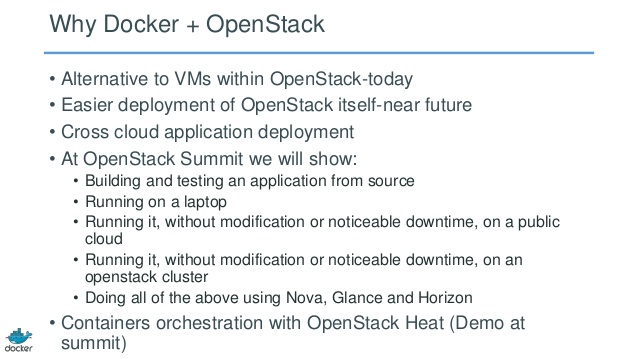 Why Docker + OpenStack
• Alternative to VMs within OpenStack-today
• Easier deployment of OpenStack itself-near future
• Cross cloud application deployment
• At OpenStack Summit we will show:
• Building and testing an application from source
• Running on a laptop
• Running it, without modification or noticeable downtime, on a public
cloud
• Running it, without modification or noticeable downtime, on an
openstack cluster
• Doing all of the above using Nova, Glance and Horizon
• Containers orchestration with OpenStack Heat (Demo at
summit)
docker